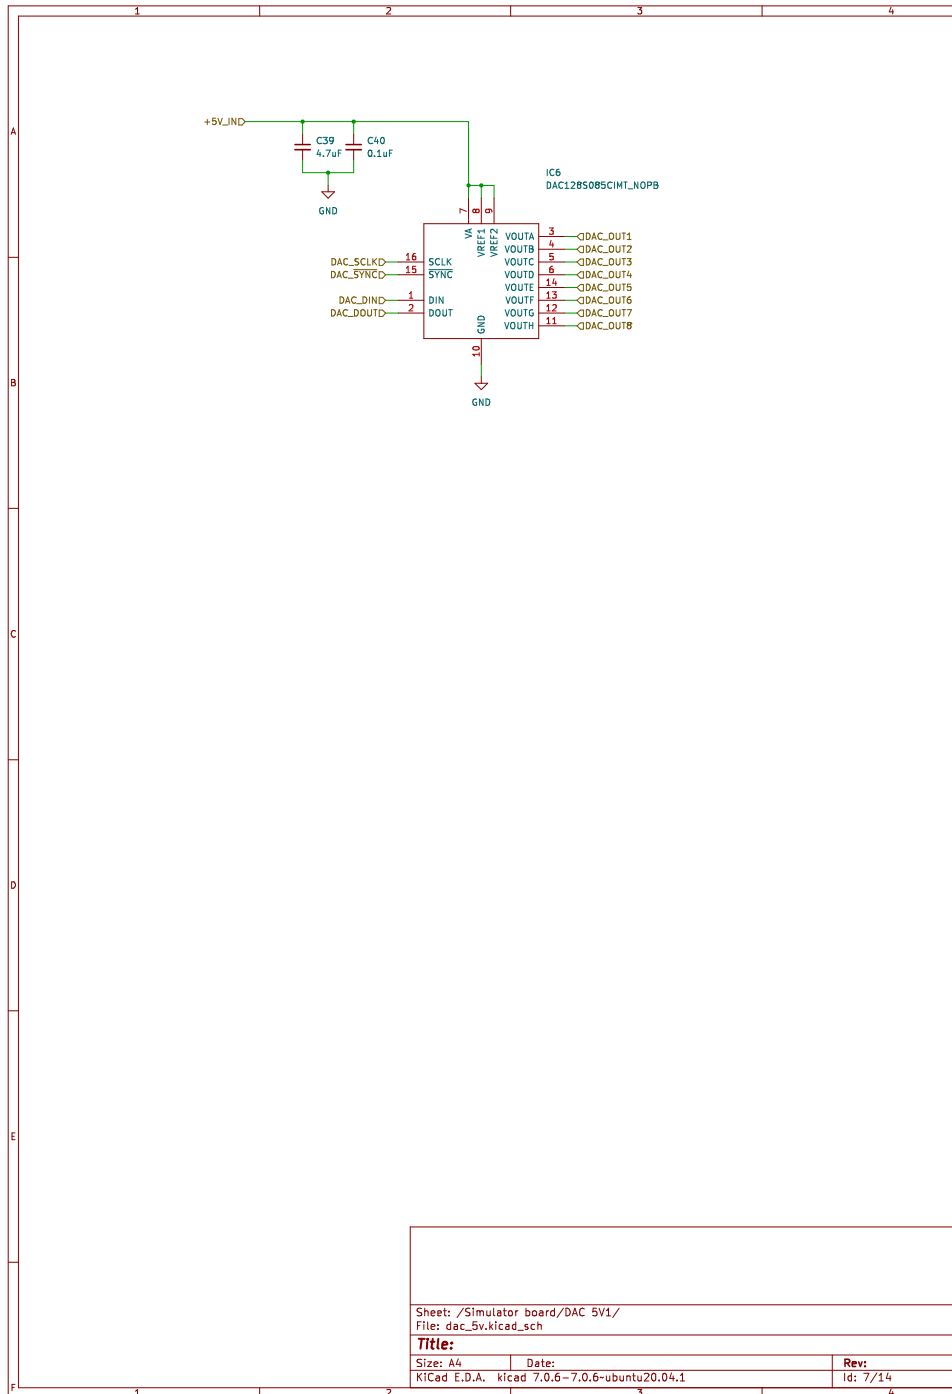 1 2 3 4
A
+5V_IN
C39
4.7uF
C40
0.1uF
GND
IC6
DAC128S085CIMT_NOPB
7 8 9
VA VREF1 VREF2
DAC_SCLK 16 SCLK
DAC_SYNC 15 SYNC
DAC_DIN 1 DIN
DAC_DOUT 2 DOUT
VOUTA 3 DAC_OUT1
VOUTB 4 DAC_OUT2
VOUTC 5 DAC_OUT3
VOUTD 6 DAC_OUT4
VOUTE 14 DAC_OUT5
VOUTF 13 DAC_OUT6
VOUTG 12 DAC_OUT7
VOUTH 11 DAC_OUT8
GND
10
GND
B
C
D
E
F
Sheet: /Simulator board/DAC 5V1/
File: dac_5v.kicad_sch
Title:
Size: A4 Date: Rev:
KiCad E.D.A. kicad 7.0.6-7.0.6~ubuntu20.04.1 Id: 7/14
1 2 3 4